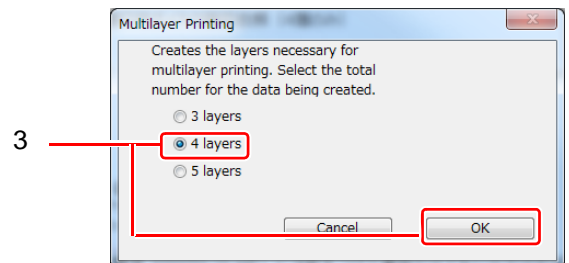 Multilayer Printing
Creates the layers necessary for
multilayer printing. Select the total
number for the data being created.
3 layers
3
4 layers
5 layers
Cancel
OK